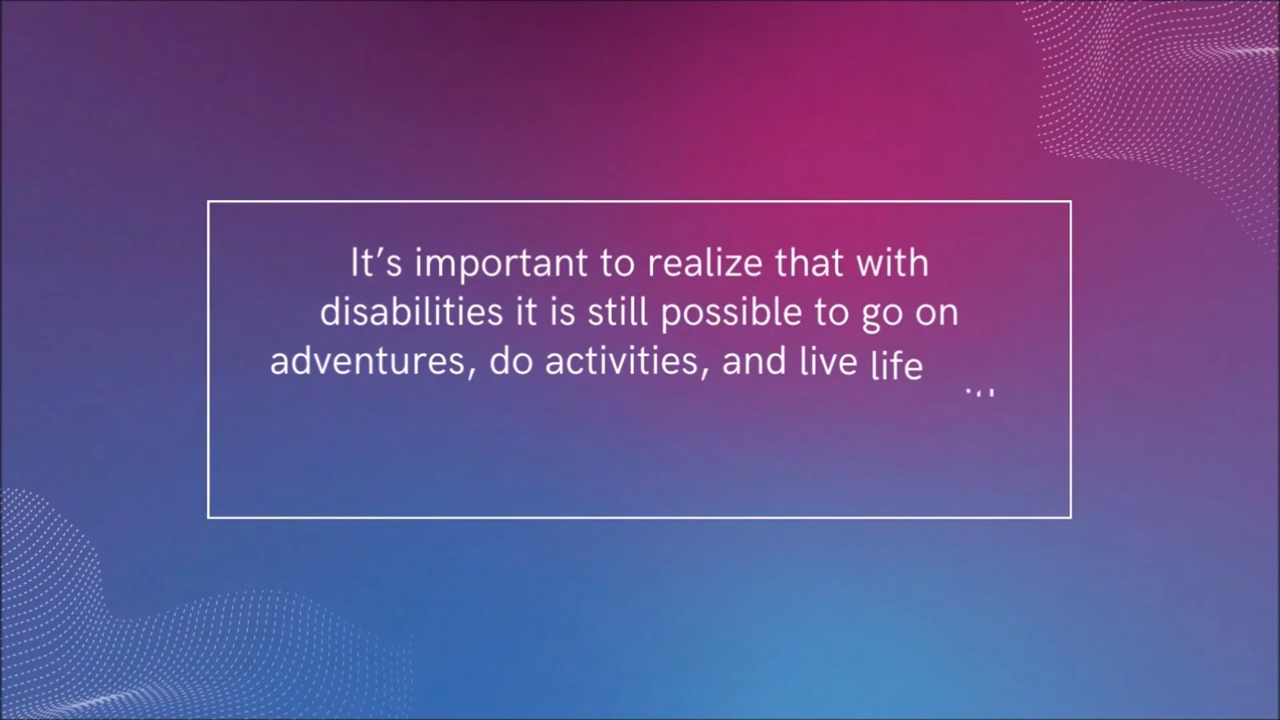 It’s important to realize that with
disabilities it is still possible to go on
adventures, do activities, and live life